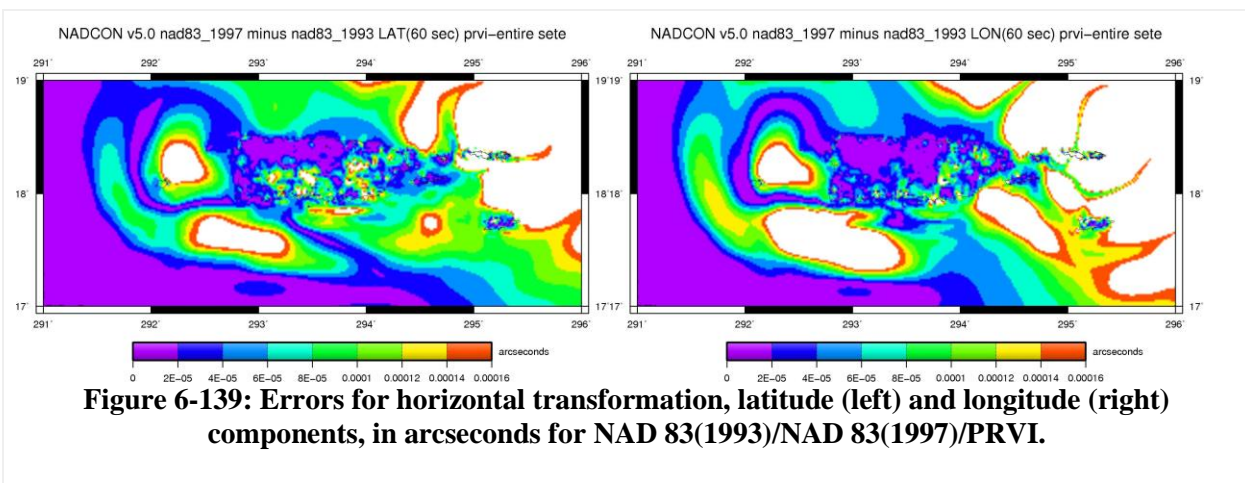 NADCON v5.0 nad83_1997 minus nad83_1993 LAT(60 sec) prvi-entire sete
291˚ 292˚ 293˚ 294˚ 295˚ 296˚
19˚ 19˚
18˚ 18˚
17˚ 17˚
291˚ 292˚ 293˚ 294˚ 295˚ 296˚
arcseconds
0 2E-05 4E-05 6E-05 8E-05 0.0001 0.00012 0.00014 0.00016
NADCON v5.0 nad83_1997 minus nad83_1993 LON(60 sec) prvi-entire sete
291˚ 292˚ 293˚ 294˚ 295˚ 296˚
19˚ 19˚
18˚ 18˚
17˚ 17˚
291˚ 292˚ 293˚ 294˚ 295˚ 296˚
arcseconds
0 2E-05 4E-05 6E-05 8E-05 0.0001 0.00012 0.00014 0.00016
Figure 6-139: Errors for horizontal transformation, latitude (left) and longitude (right)
components, in arcseconds for NAD 83(1993)/NAD 83(1997)/PRVI.